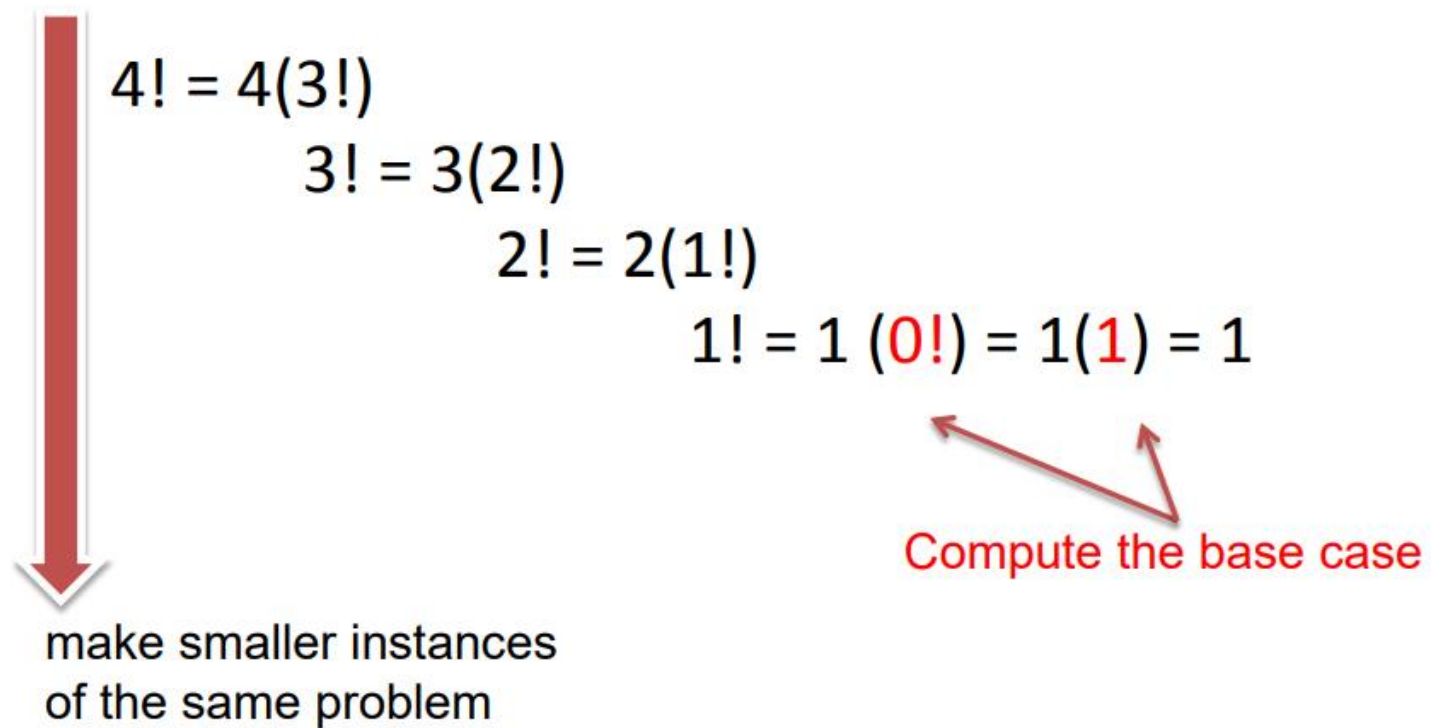 4! = 4(3!)
3! = 3(2!)
2! = 2(1!)
1! = 1 (0!) = 1(1) = 1
Compute the base case
make smaller instances
of the same problem